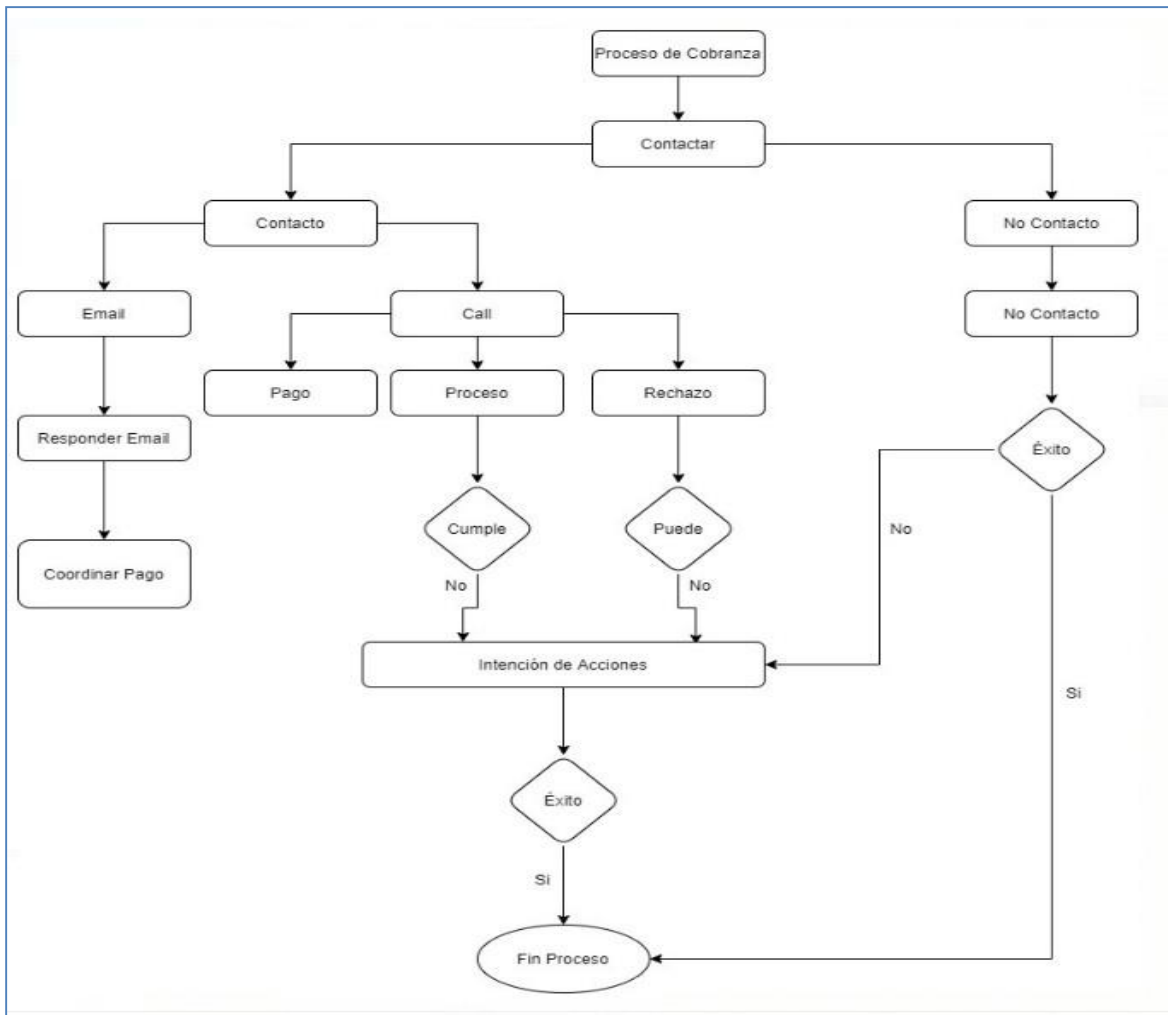 Proceso de Cobranza
Contactar
Contacto
No Contacto
Email
Call
No Contacto
Pago
Proceso
Rechazo
Responder Email
Éxito
Cumple
Puede
No
Coordinar Pago
No
No
Intención de Acciones
Si
Éxito
Si
Fin Proceso